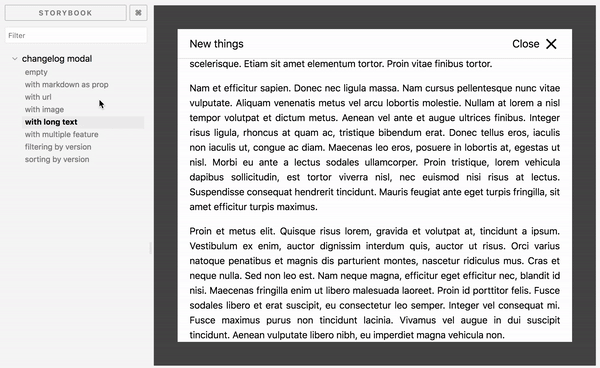 STORYBOOK
⌘
Filter
changelog modal
empty
with markdown as prop
with url
with image
with long text
with multiple feature
filtering by version
sorting by version
New things
Close
scelerisque. Etiam sit amet elementum tortor. Proin vitae finibus tortor.
Nam et efficitur sapien. Donec nec ligula massa. Nam cursus pellentesque nunc vitae
vulputate. Aliquam venenatis metus vel arcu lobortis molestie. Nullam at lorem a nisl
tempor volutpat et dictum metus. Aenean vel ante et augue ultrices finibus. Integer
risus ligula, rhoncus at quam ac, tristique bibendum erat. Donec tellus eros, iaculis
non iaculis ut, congue ac diam. Maecenas leo eros, posuere in lobortis at, egestas ut
nisl. Morbi eu ante a lectus sodales ullamcorper. Proin tristique, lorem vehicula
dapibus sollicitudin, est tortor viverra nisl, nec euismod nisi risus at lectus.
Suspendisse consequat hendrerit tincidunt. Mauris feugiat ante eget turpis fringilla, sit
amet efficitur turpis maximus.
Proin et metus elit. Quisque risus lorem, gravida et volutpat at, tincidunt a ipsum.
Vestibulum ex enim, auctor dignissim interdum quis, auctor ut risus. Orci varius
natoque penatibus et magnis dis parturient montes, nascetur ridiculus mus. Cras et
neque nulla. Sed non leo est. Nam neque magna, efficitur eget efficitur nec, blandit id
nisi. Maecenas fringilla enim ut libero malesuada laoreet. Proin id porttitor felis. Fusce
sodales libero et erat suscipit, eu consectetur leo semper. Integer vel consequat mi.
Fusce maximus purus non tincidunt lacinia. Vivamus vel augue in dui suscipit
tincidunt. Aenean vulputate libero nibh, eu imperdiet magna vehicula non.